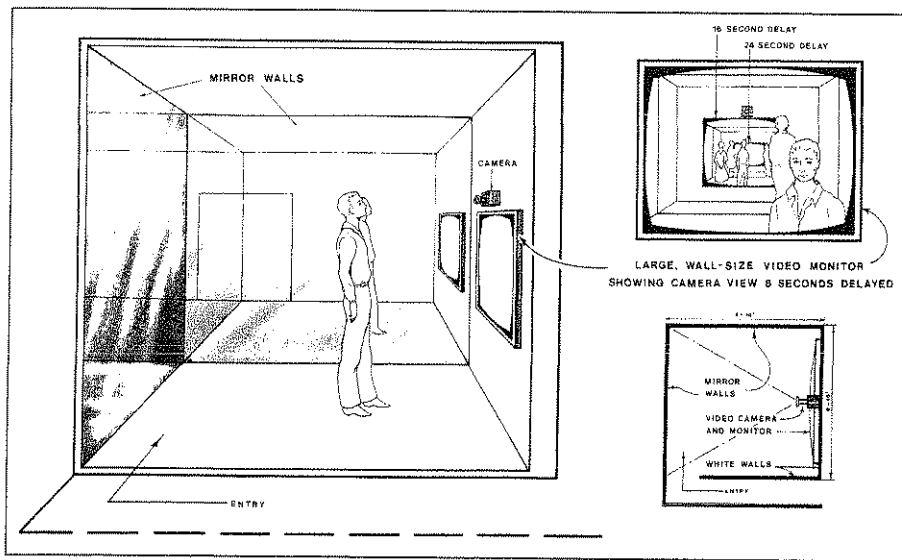 MIRROR WALLS
CAMERA
ENTRY
16 SECOND DELAY
24 SECOND DELAY
LARGE, WALL-SIZE VIDEO MONITOR
SHOWING CAMERA VIEW 8 SECONDS DELAYED
MIRROR
WALLS
VIDEO CAMERA
AND MONITOR
WHITE WALLS
ENTRY